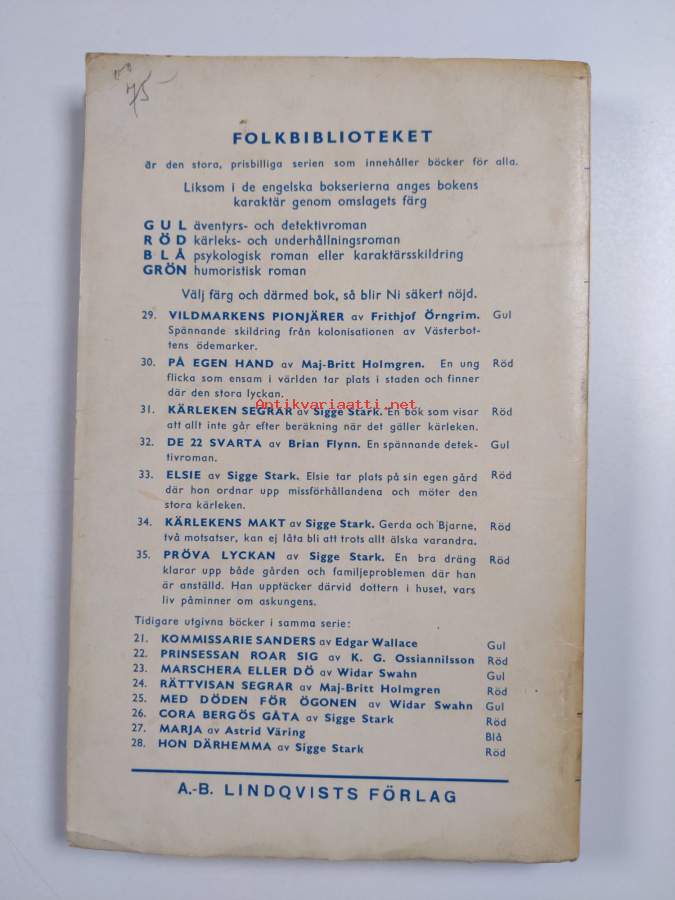 75-
FOLKBIBLIOTEKET
är den stora, prisbilliga serien som innehåller böcker för alla.
Liksom i de engelska bokserierna anges bokens
karaktär genom omslagets färg
GUL äventyrs- och detektivroman
RÖD kärleks- och underhållningsroman
BLÅ psykologisk roman eller karaktärsskildring
GRÖN humoristisk roman
Välj färg och därmed bok, så blir Ni säkert nöjd.
29. VILDMARKENS PIONJÄRER av Frithjof Örngrim. Gul
Spännande skildring från kolonisationen av Västerbot-
tens ödemarker.
30. PÅ EGEN HAND av Maj-Britt Holmgren. En ung Röd
flicka som ensam i världen tar plats i staden och finner
där den stora lyckan.
Antikvariaatti.net
31. KÄRLEKEN SEGRAR av Sigge Stark. En bok som visar Röd
att allt inte går efter beräkning när det gäller kärleken.
32. DE 22 SVARTA av Brian Flynn. En spännande detek- Gul
tivroman.
33. ELSIE av Sigge Stark. Elsie tar plats på sin egen gård Röd
där hon ordnar upp missförhållandena och möter den
stora kärleken.
34. KÄRLEKENS MAKT av Sigge Stark. Gerda och Bjarne, Röd
två motsatser, kan ej låta bli att trots allt älska varandra.
35. PRÖVA LYCKAN av Sigge Stark. En bra dräng Röd
klarar upp både gården och familjeproblemen där han
är anställd. Han upptäcker därvid dottern i huset, vars
liv påminner om askungens.
Tidigare utgivna böcker i samma serie:
21. KOMMISSARIE SANDERS av Edgar Wallace Gul
22. PRINSESSAN ROAR SIG av K. G. Ossiannilsson Röd
23. MARSCHERA ELLER DÖ av Widar Swahn Gul
24. RÄTTVISAN SEGRAR av Maj-Britt Holmgren Röd
25. MED DÖDEN FÖR ÖGONEN av Widar Swahn Gul
26. CORA BERGÖS GÅTA av Sigge Stark Röd
27. MARJA av Astrid Väring Blå
28. HON DÄRHEMMA av Sigge Stark Röd
A.-B. LINDQVISTS FÖRLAG